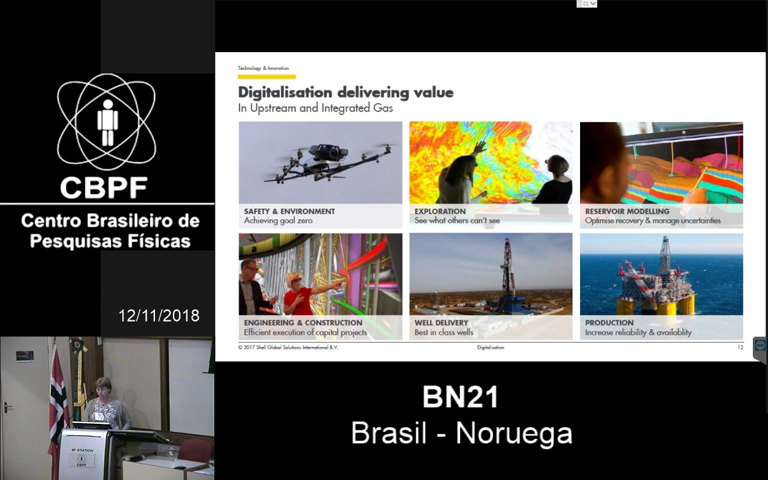 CBPF
Centro Brasileiro de
Pesquisas Físicas
12/11/2018
Technology & Innovation
Digitalisation delivering value
In Upstream and Integrated Gas
SAFETY & ENVIRONMENT
Achieving goal zero
EXPLORATION
See what others can't see
RESERVOIR MODELLING
Optimise recovery & manage uncertainties
ENGINEERING & CONSTRUCTION
Efficient execution of capital projects
WELL DELIVERY
Best in class wells
PRODUCTION
Increase reliability & availablity
© 2017 Shell Global Solutions International B.V.
Digitalisation
12
BN21
Brasil - Noruega
CBPF